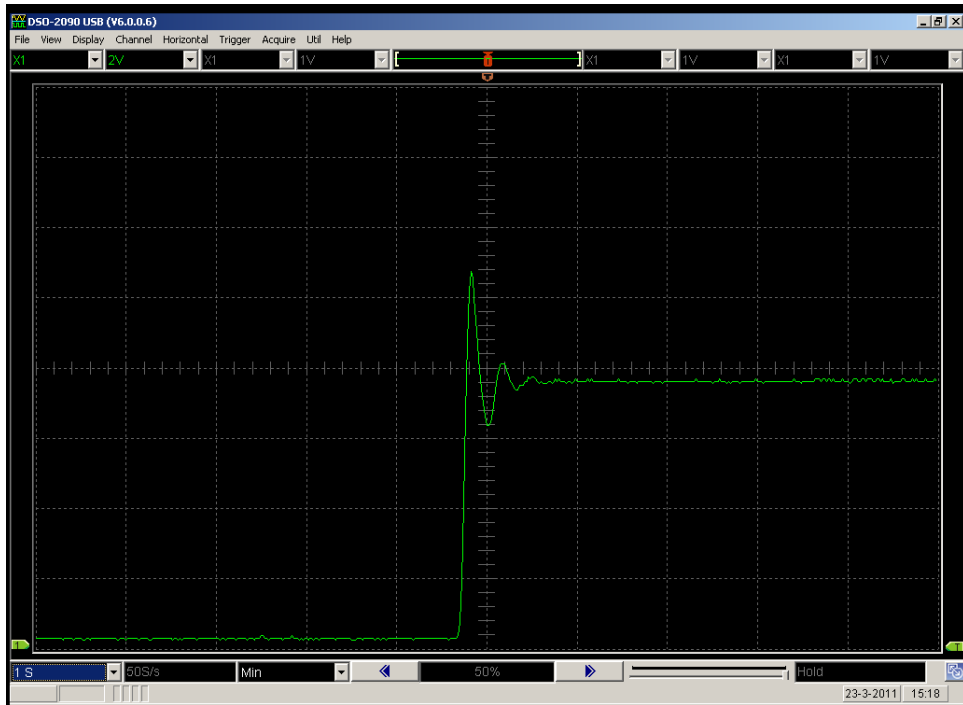 DSO-2090 USB (V6.0.0.6)
File View Display Channel Horizontal Trigger Acquire Util Help
X1 2V X1 1V T X1 1V X1 1V
1 T
1 S 50S/s Min 50% Hold
23-3-2011 15:18